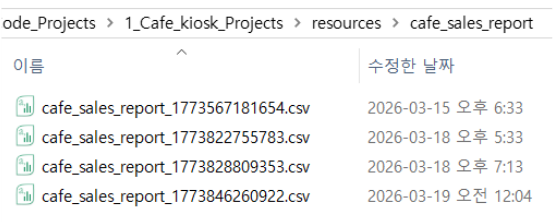 ode_Projects > 1_Cafe_kiosk_Projects > resources > cafe_sales_report
이름 수정한 날짜
cafe_sales_report_1773567181654.csv 2026-03-15 오후 6:33
cafe_sales_report_1773822755783.csv 2026-03-18 오후 5:33
cafe_sales_report_1773828809353.csv 2026-03-18 오후 7:13
cafe_sales_report_1773846260922.csv 2026-03-19 오전 12:04